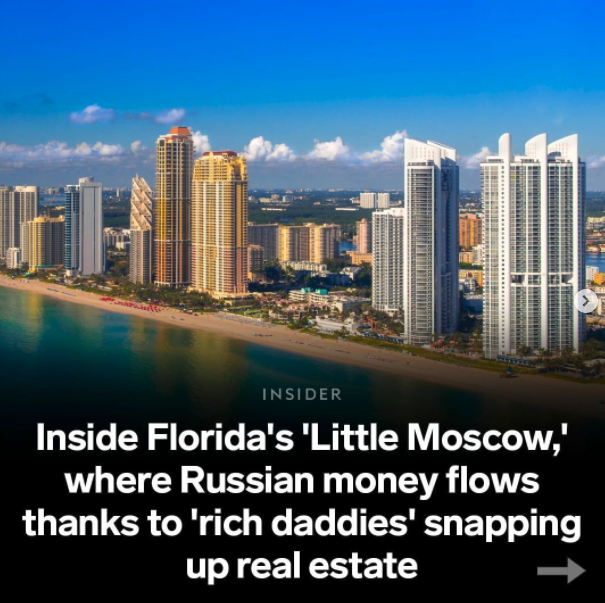 INSIDER
Inside Florida's 'Little Moscow,'
where Russian money flows
thanks to 'rich daddies' snapping
up real estate